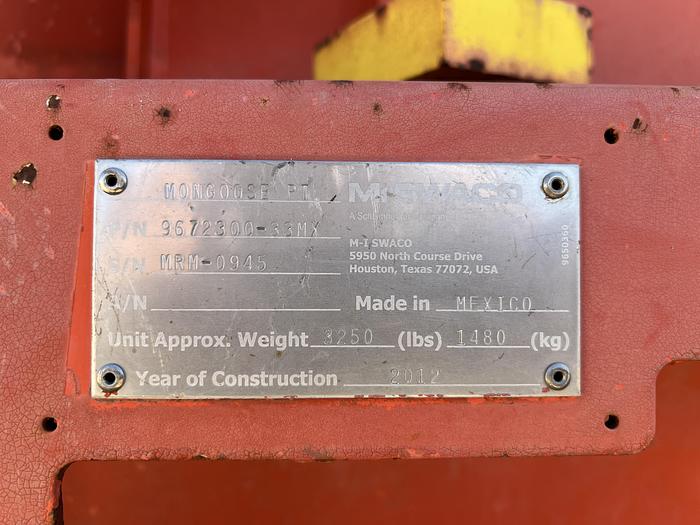 MONGOOSE PT
M-I SWACO
A Schlumberger Company
P/N 9672300-33MX
S/N MRM-0945
M-I SWACO
5950 North Course Drive
Houston, Texas 77072, USA
9650360
A/N
Made in MEXICO
Unit Approx. Weight 3250 (lbs) 1480 (kg)
Year of Construction 2012